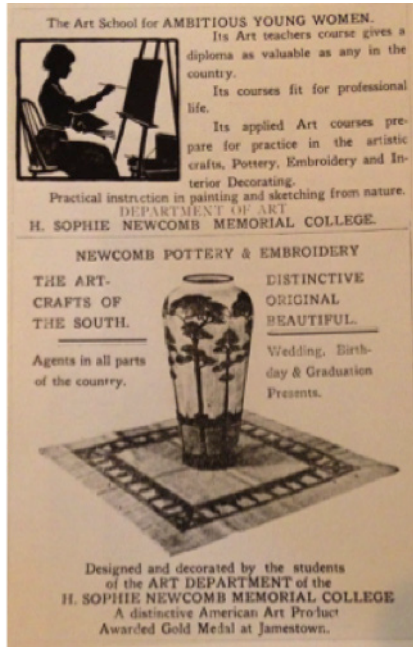 The Art School for AMBITIOUS YOUNG WOMEN.
Its Art teachers course gives a
diploma as valuable as any in the
country.
Its courses fit for professional
life.
Its applied Art courses pre-
pare for practice in the artistic
crafts, Pottery, Embroidery and In-
terior Decorating.
Practical instruction in painting and sketching from nature.
DEPARTMENT OF ART
H. SOPHIE NEWCOMB MEMORIAL COLLEGE.
NEWCOMB POTTERY & EMBROIDERY
THE ART-
CRAFTS OF
THE SOUTH.
Agents in all parts
of the country.
DISTINCTIVE
ORIGINAL
BEAUTIFUL.
Wedding, Birth-
day & Graduation
Presents.
Designed and decorated by the students
of the ART DEPARTMENT of the
H. SOPHIE NEWCOMB MEMORIAL COLLEGE
A distinctive American Art Product
Awarded Gold Medal at Jamestown.